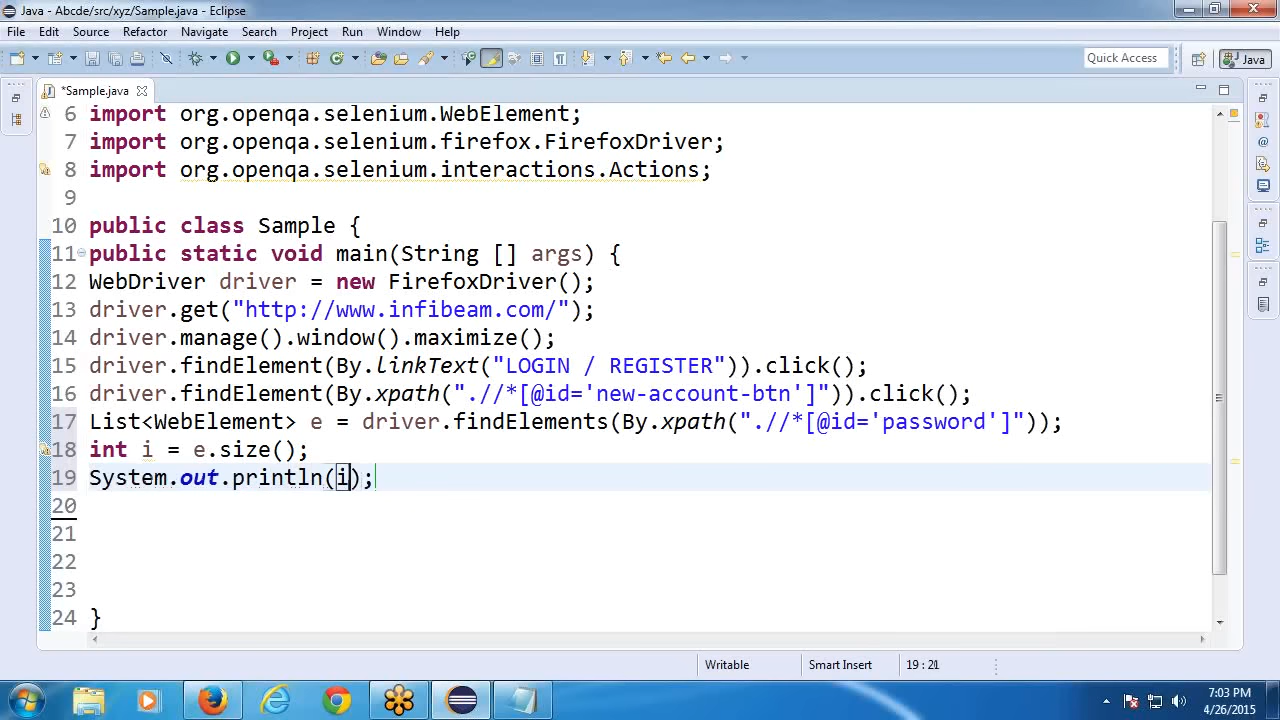 Java - Abcde/src/xyz/Sample.java - Eclipse
File Edit Source Refactor Navigate Search Project Run Window Help
Quick Access Java
*Sample.java
6 import org.openqa.selenium.WebElement;
7 import org.openqa.selenium.firefox.FirefoxDriver;
8 import org.openqa.selenium.interactions.Actions;
9
10 public class Sample {
11 public static void main(String [] args) {
12 WebDriver driver = new FirefoxDriver();
13 driver.get("http://www.infibeam.com/");
14 driver.manage().window().maximize();
15 driver.findElement(By.linkText("LOGIN / REGISTER")).click();
16 driver.findElement(By.xpath(".//*[@id='new-account-btn']")).click();
17 List<WebElement> e = driver.findElements(By.xpath(".//*[@id='password']"));
18 int i = e.size();
19 System.out.println(i);
20
21
22
23
24 }
Writable Smart Insert 19 : 21
7:03 PM
4/26/2015